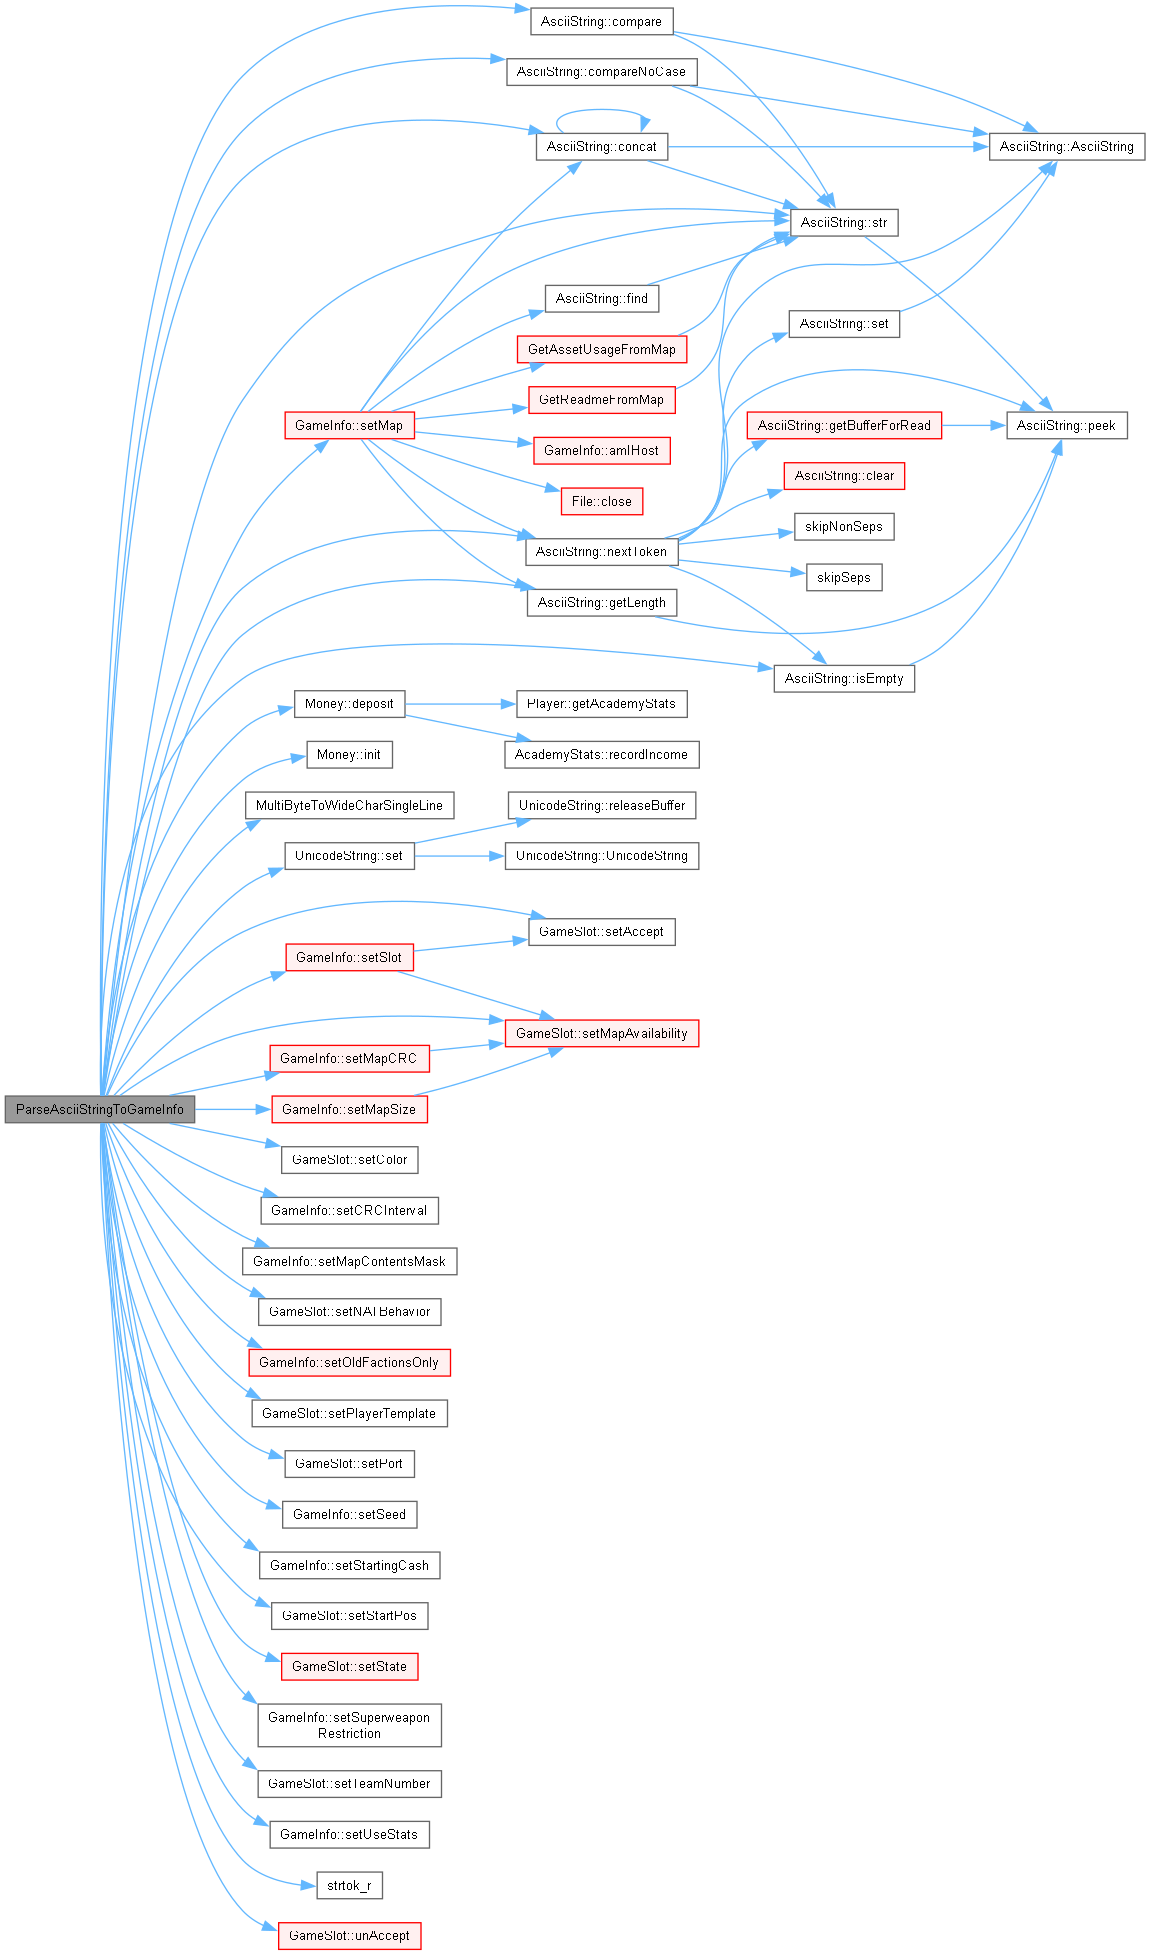 AsciiString::compare
AsciiString::compareNoCase
AsciiString::concat
AsciiString::AsciiString
AsciiString::str
AsciiString::find
AsciiString::set
GetAssetUsageFromMap
GetReadmeFromMap
GameInfo::setMap
AsciiString::getBufferForRead
AsciiString::peek
GameInfo::amIHost
AsciiString::clear
File::close
skipNonSeps
AsciiString::nextToken
skipSeps
AsciiString::getLength
AsciiString::isEmpty
Money::deposit
Player::getAcademyStats
Money::init
AcademyStats::recordIncome
MultiByteToWideCharSingleLine
UnicodeString::releaseBuffer
UnicodeString::set
UnicodeString::UnicodeString
GameSlot::setAccept
GameInfo::setSlot
GameSlot::setMapAvailability
GameInfo::setMapCRC
ParseAsciiStringToGameInfo
GameInfo::setMapSize
GameSlot::setColor
GameInfo::setCRCInterval
GameInfo::setMapContentsMask
GameSlot::setNATBehavior
GameInfo::setOldFactionsOnly
GameSlot::setPlayerTemplate
GameSlot::setPort
GameInfo::setSeed
GameInfo::setStartingCash
GameSlot::setStartPos
GameSlot::setState
GameInfo::setSuperweapon
Restriction
GameSlot::setTeamNumber
GameInfo::setUseStats
strtok_r
GameSlot::unAccept